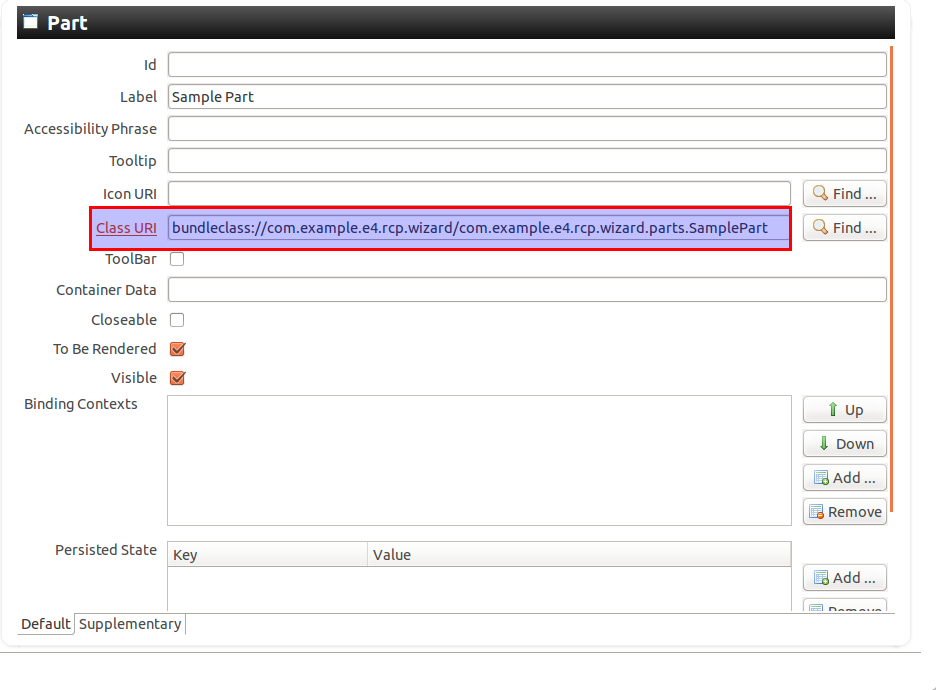 Part
Id
Label Sample Part
Accessibility Phrase
Tooltip
Icon URI Find ...
Class URI bundleclass://com.example.e4.rcp.wizard/com.example.e4.rcp.wizard.parts.SamplePart Find ...
ToolBar
Container Data
Closeable
To Be Rendered
Visible
Binding Contexts
Up
Down
Add ...
Remove
Persisted State Key Value
Add ...
Remove
Default Supplementary